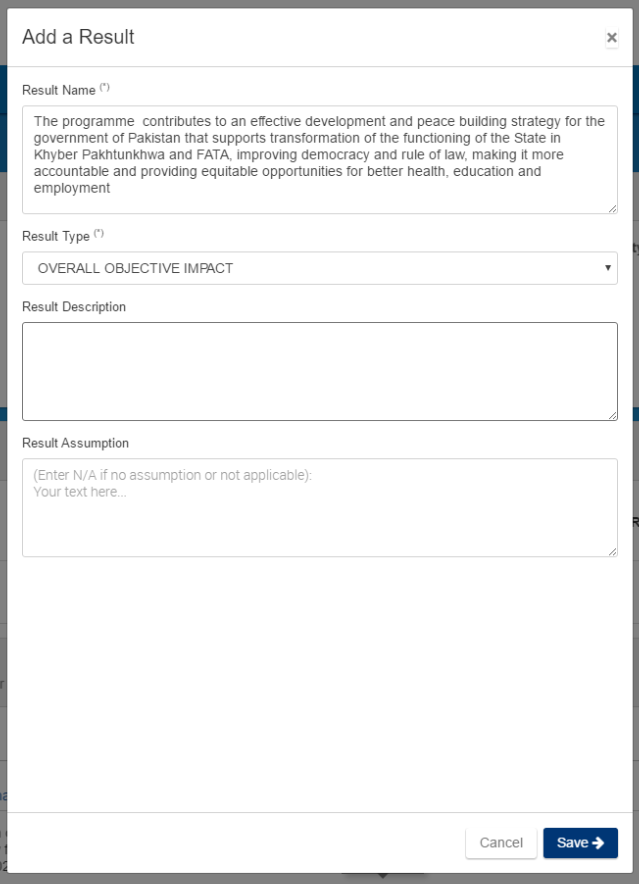 Add a Result
×
Result Name (*)
The programme  contributes to an effective development and peace building strategy for the
government of Pakistan that supports transformation of the functioning of the State in
Khyber Pakhtunkhwa and FATA, improving democracy and rule of law, making it more
accountable and providing equitable opportunities for better health, education and
employment
Result Type (*)
OVERALL OBJECTIVE IMPACT
Result Description
Result Assumption
(Enter N/A if no assumption or not applicable):
Your text here...
Cancel
Save